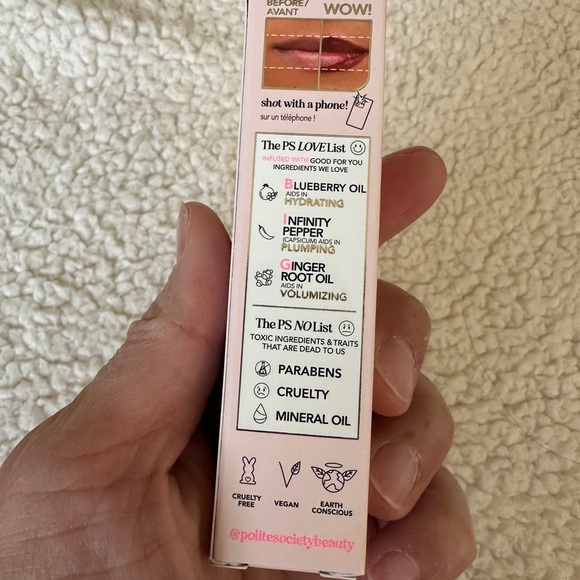 BEFORE/
AVANT
WOW!
shot with a phone!
sur un téléphone !
The PS LOVE List
INFUSED WITH GOOD FOR YOU
INGREDIENTS WE LOVE
BLUEBERRY OIL
AIDS IN
HYDRATING
INFINITY
PEPPER
(CAPSICUM) AIDS IN
PLUMPING
GINGER
ROOT OIL
AIDS IN
VOLUMIZING
The PS NO List
TOXIC INGREDIENTS & TRAITS
THAT ARE DEAD TO US
PARABENS
CRUELTY
MINERAL OIL
CRUELTY
FREE
VEGAN
EARTH
CONSCIOUS
@politesocietybeauty